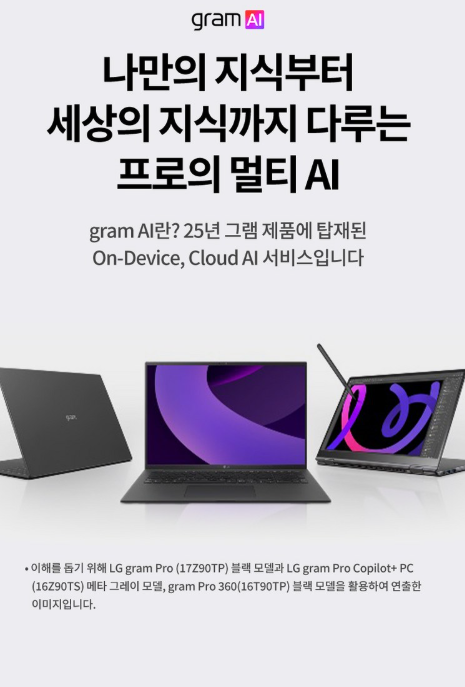 gram AI
나만의 지식부터
세상의 지식까지 다루는
프로의 멀티 AI
gram AI란? 25년 그램 제품에 탑재된
On-Device, Cloud AI 서비스입니다
gram
• 이해를 돕기 위해 LG gram Pro (17Z90TP) 블랙 모델과 LG gram Pro Copilot+ PC
(16Z90TS) 메타 그레이 모델, gram Pro 360(16T90TP) 블랙 모델을 활용하여 연출한
이미지입니다.